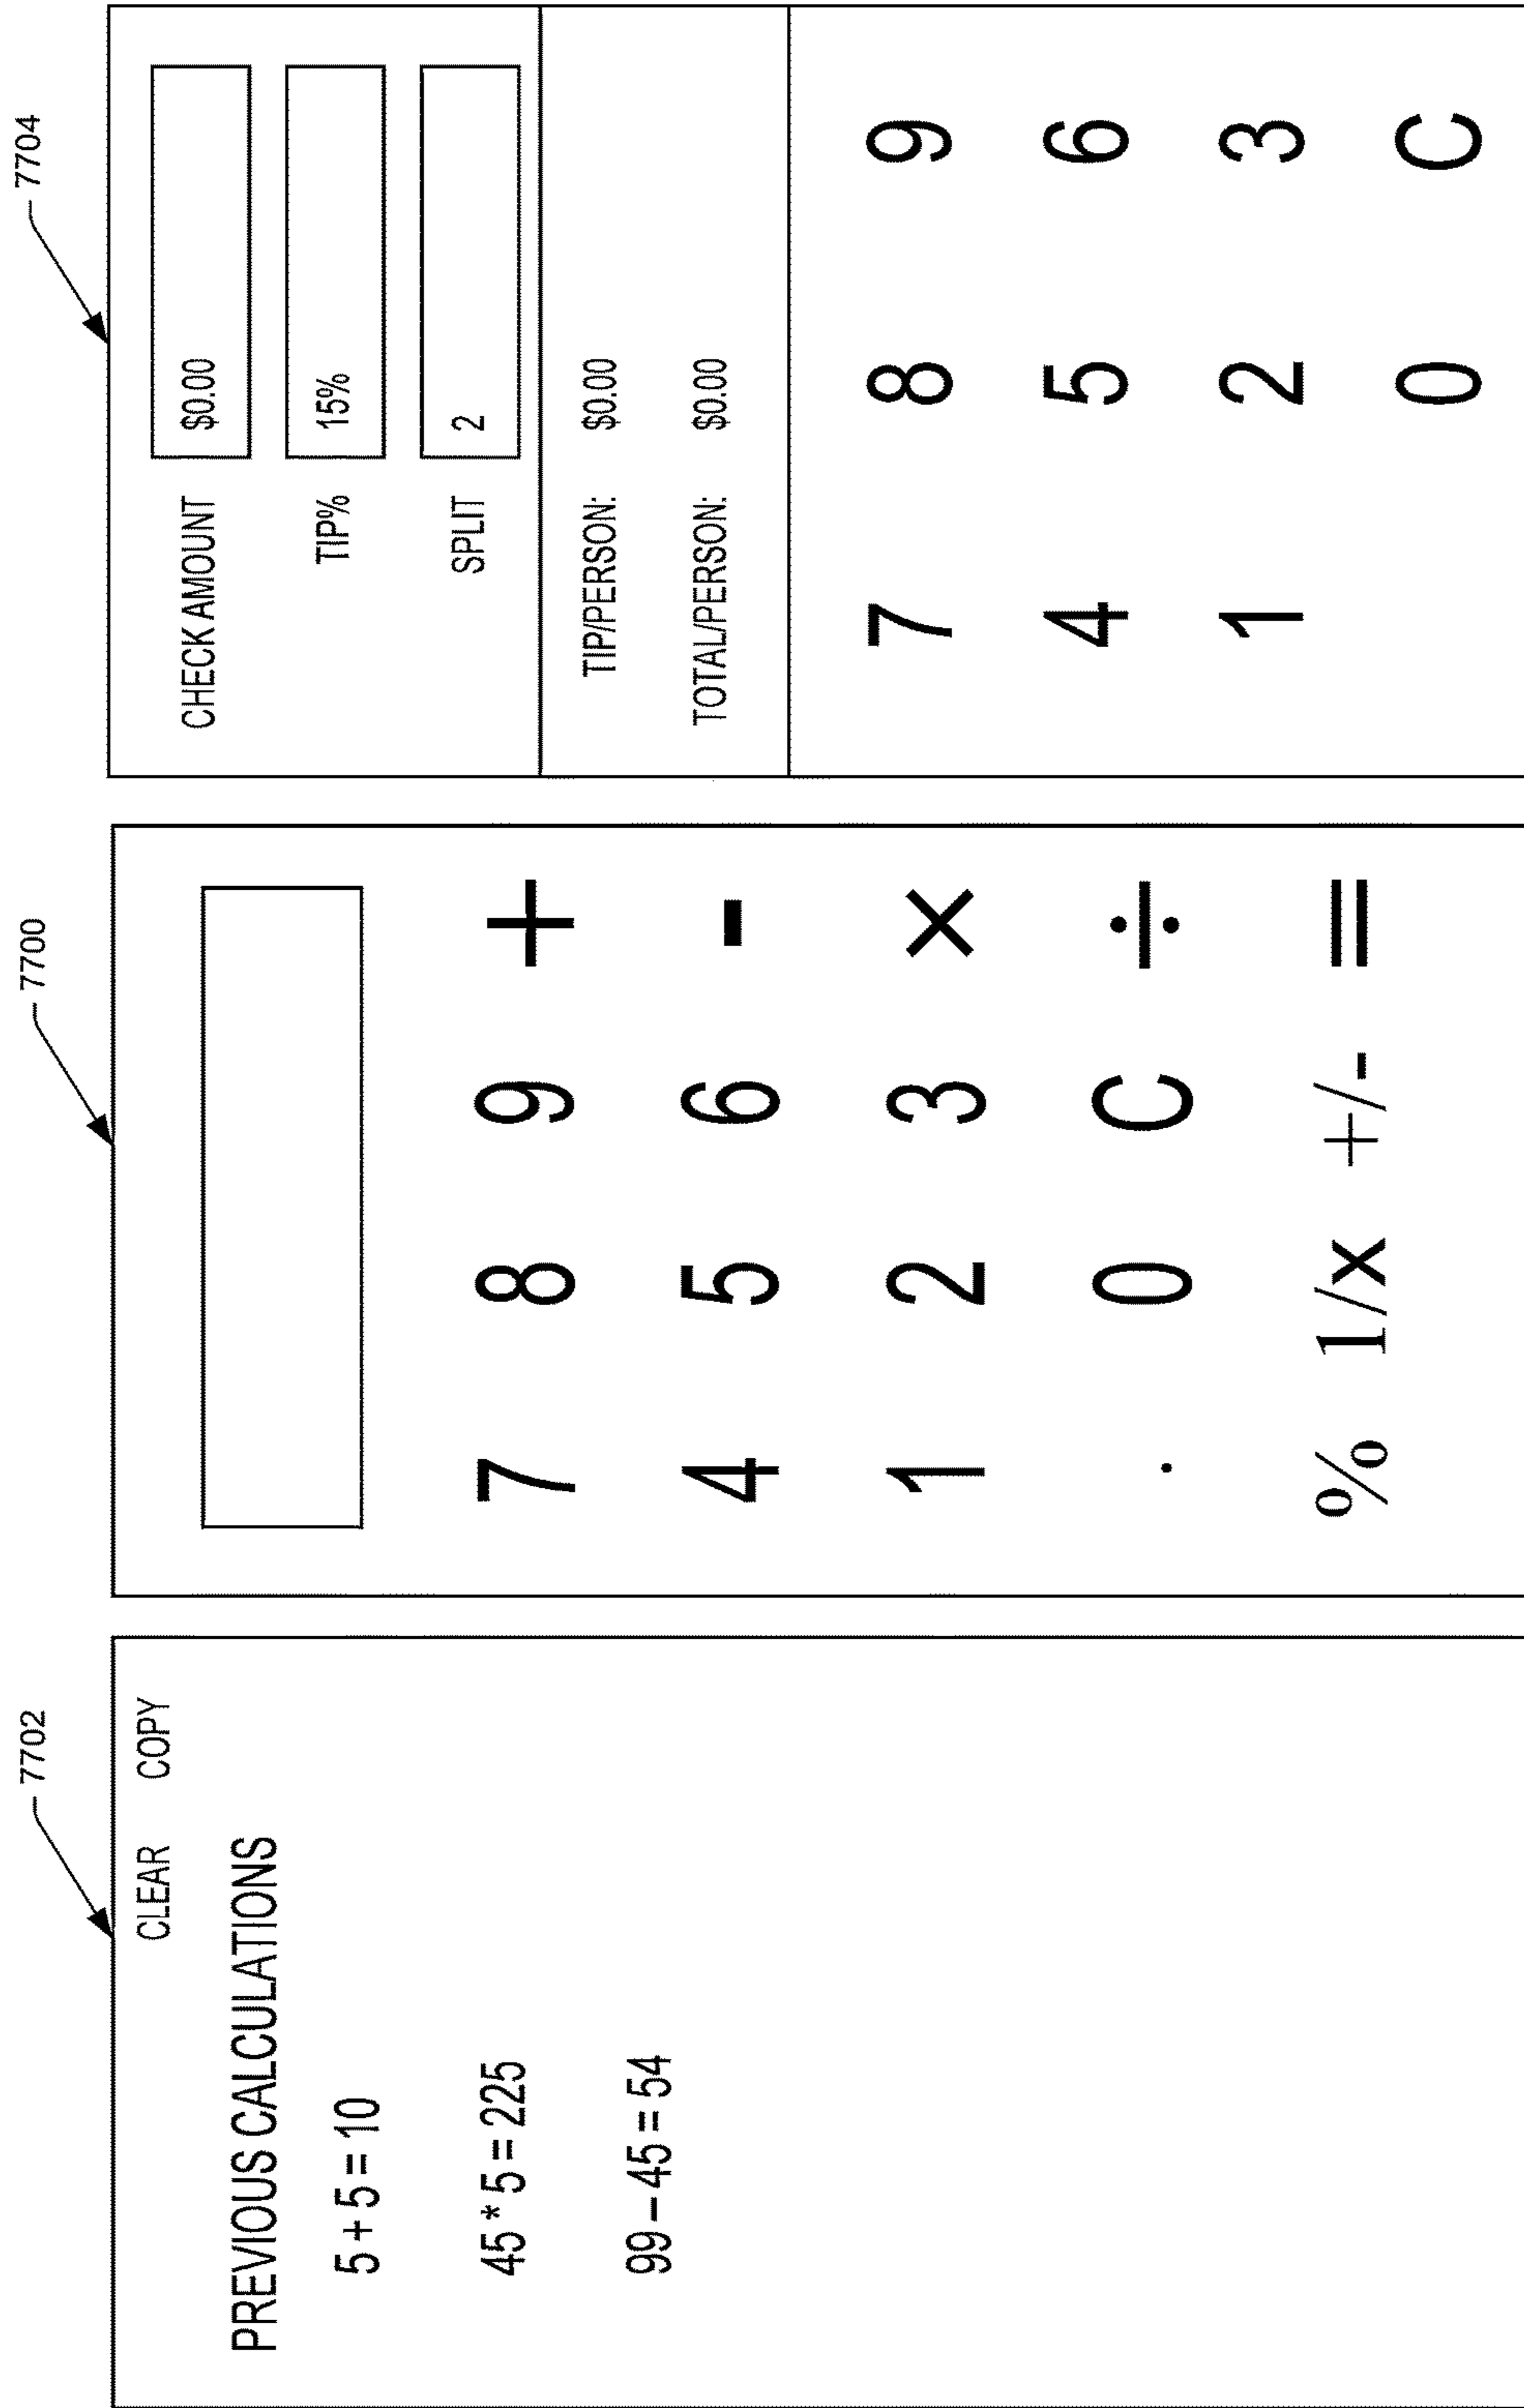 7702
CLEAR COPY
PREVIOUS CALCULATIONS
5 + 5 = 10
45 * 5 = 225
99 – 45 = 54
7700
7 8 9 +
4 5 6 -
1 2 3 ×
. 0 C ÷
% 1/x +/- =
7704
CHECK AMOUNT $0.00
TIP% 15%
SPLIT 2
TIP/PERSON: $0.00
TOTAL/PERSON: $0.00
7 8 9
4 5 6
1 2 3
0 C